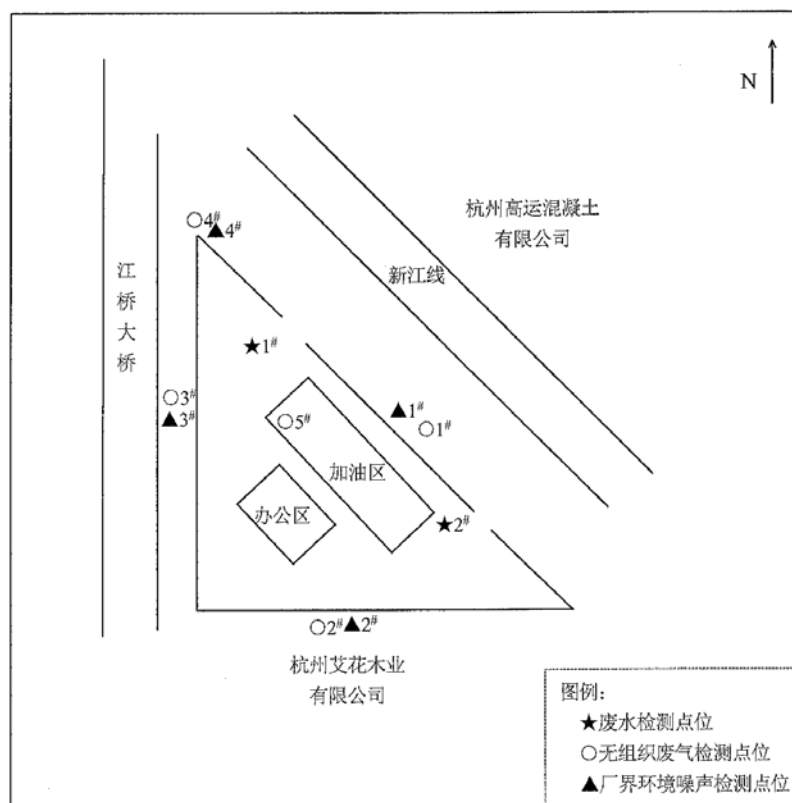 N
杭州高运混凝土
有限公司
新江线
江桥大桥
○4#
▲4#
★1#
○3#
▲3#
▲1#
○1#
○5#
加油区
办公区
★2#
○2# ▲2#
杭州艾花木业
有限公司
图例：
★废水检测点位
○无组织废气检测点位
▲厂界环境噪声检测点位